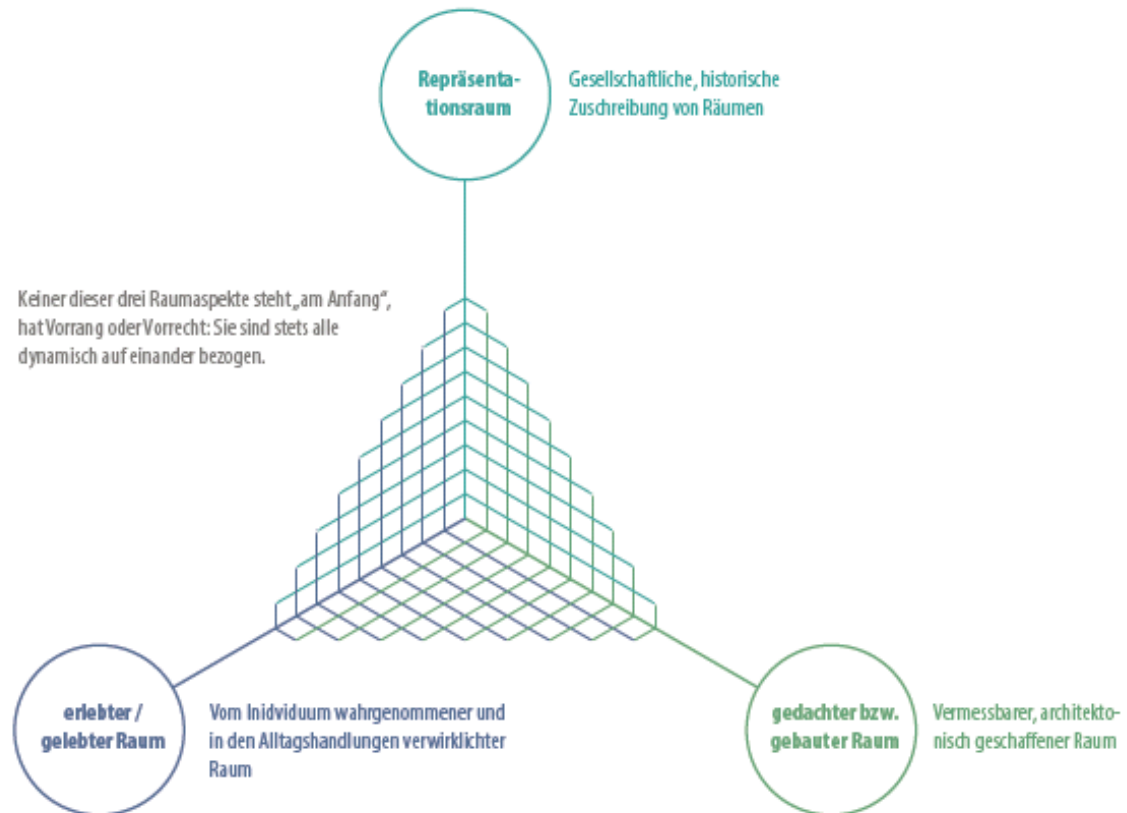 Repräsenta-
tionsraum
Gesellschaftliche, historische
Zuschreibung von Räumen
Keiner dieser drei Raumaspekte steht „am Anfang“,
hat Vorrang oder Vorrecht: Sie sind stets alle
dynamisch auf einander bezogen.
erlebter /
gelebter Raum
Vom Inidviduum wahrgenommener und
in den Alltagshandlungen verwirklichter
Raum
gedachter bzw.
gebauter Raum
Vermessbarer, architekto-
nisch geschaffener Raum